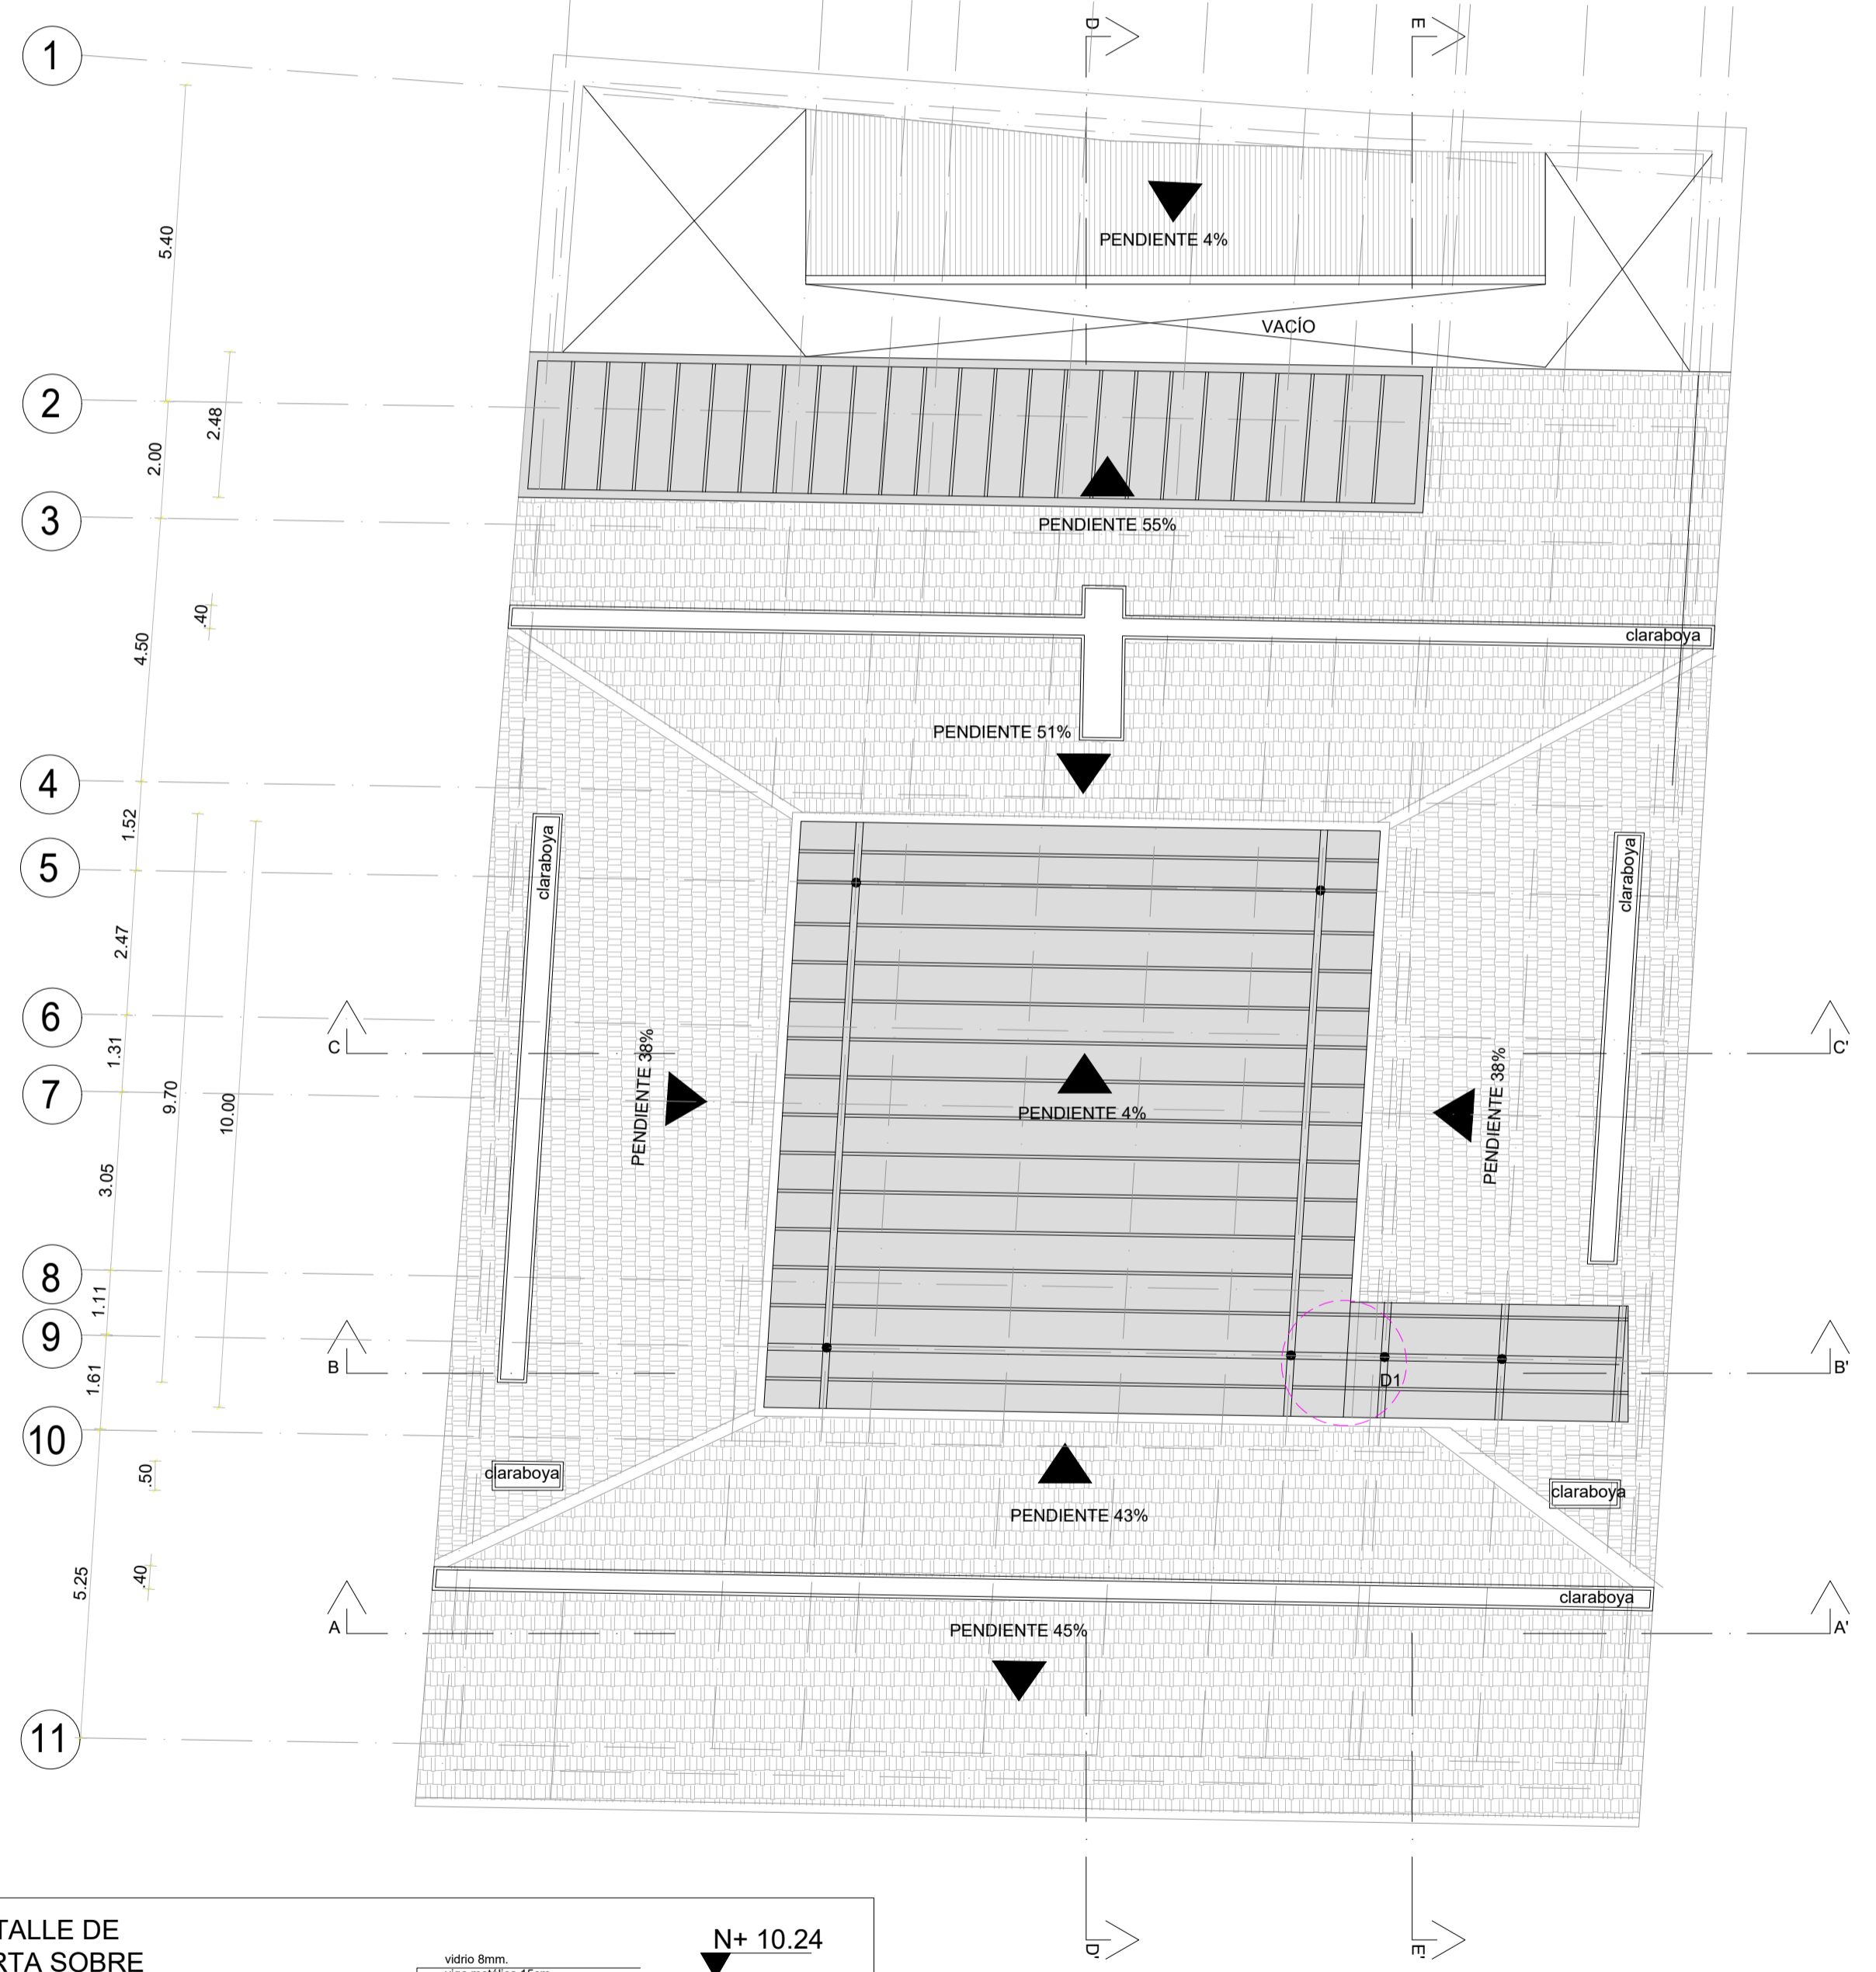 D
E
1
5.40
PENDIENTE 4%
VACÍO
2
2.48
2.00
3
PENDIENTE 55%
.40
4.50
claraboya
PENDIENTE 51%
4
1.52
5
claraboya
claraboya
2.47
6
C
C'
1.31
7
9.70
10.00
PENDIENTE 38%
PENDIENTE 4%
PENDIENTE 38%
3.05
8
1.11
9
B
B'
1.61
D1
10
.50
claraboya
claraboya
PENDIENTE 43%
5.25
.40
claraboya
A
A'
PENDIENTE 45%
11
D'
E'
TALLE DE
RTA SOBRE
vidrio 8mm.
N+ 10.24